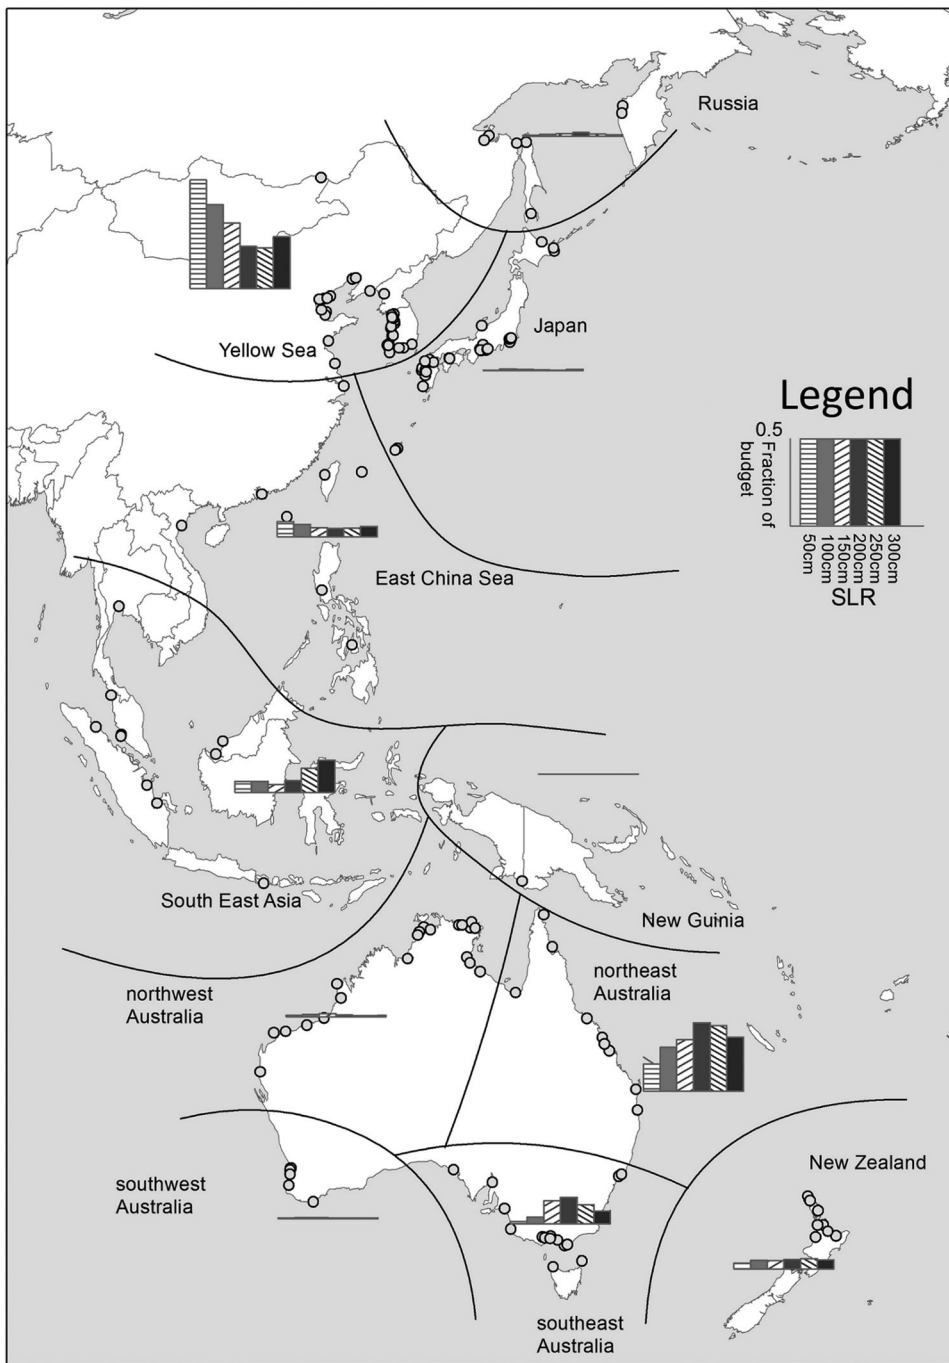 Russia
Yellow Sea
Japan
Legend
0.5
Fraction of
budget
50cm
100cm
150cm
200cm
250cm
300cm
SLR
East China Sea
South East Asia
New Guinia
northwest
Australia
northeast
Australia
southwest
Australia
New Zealand
southeast
Australia